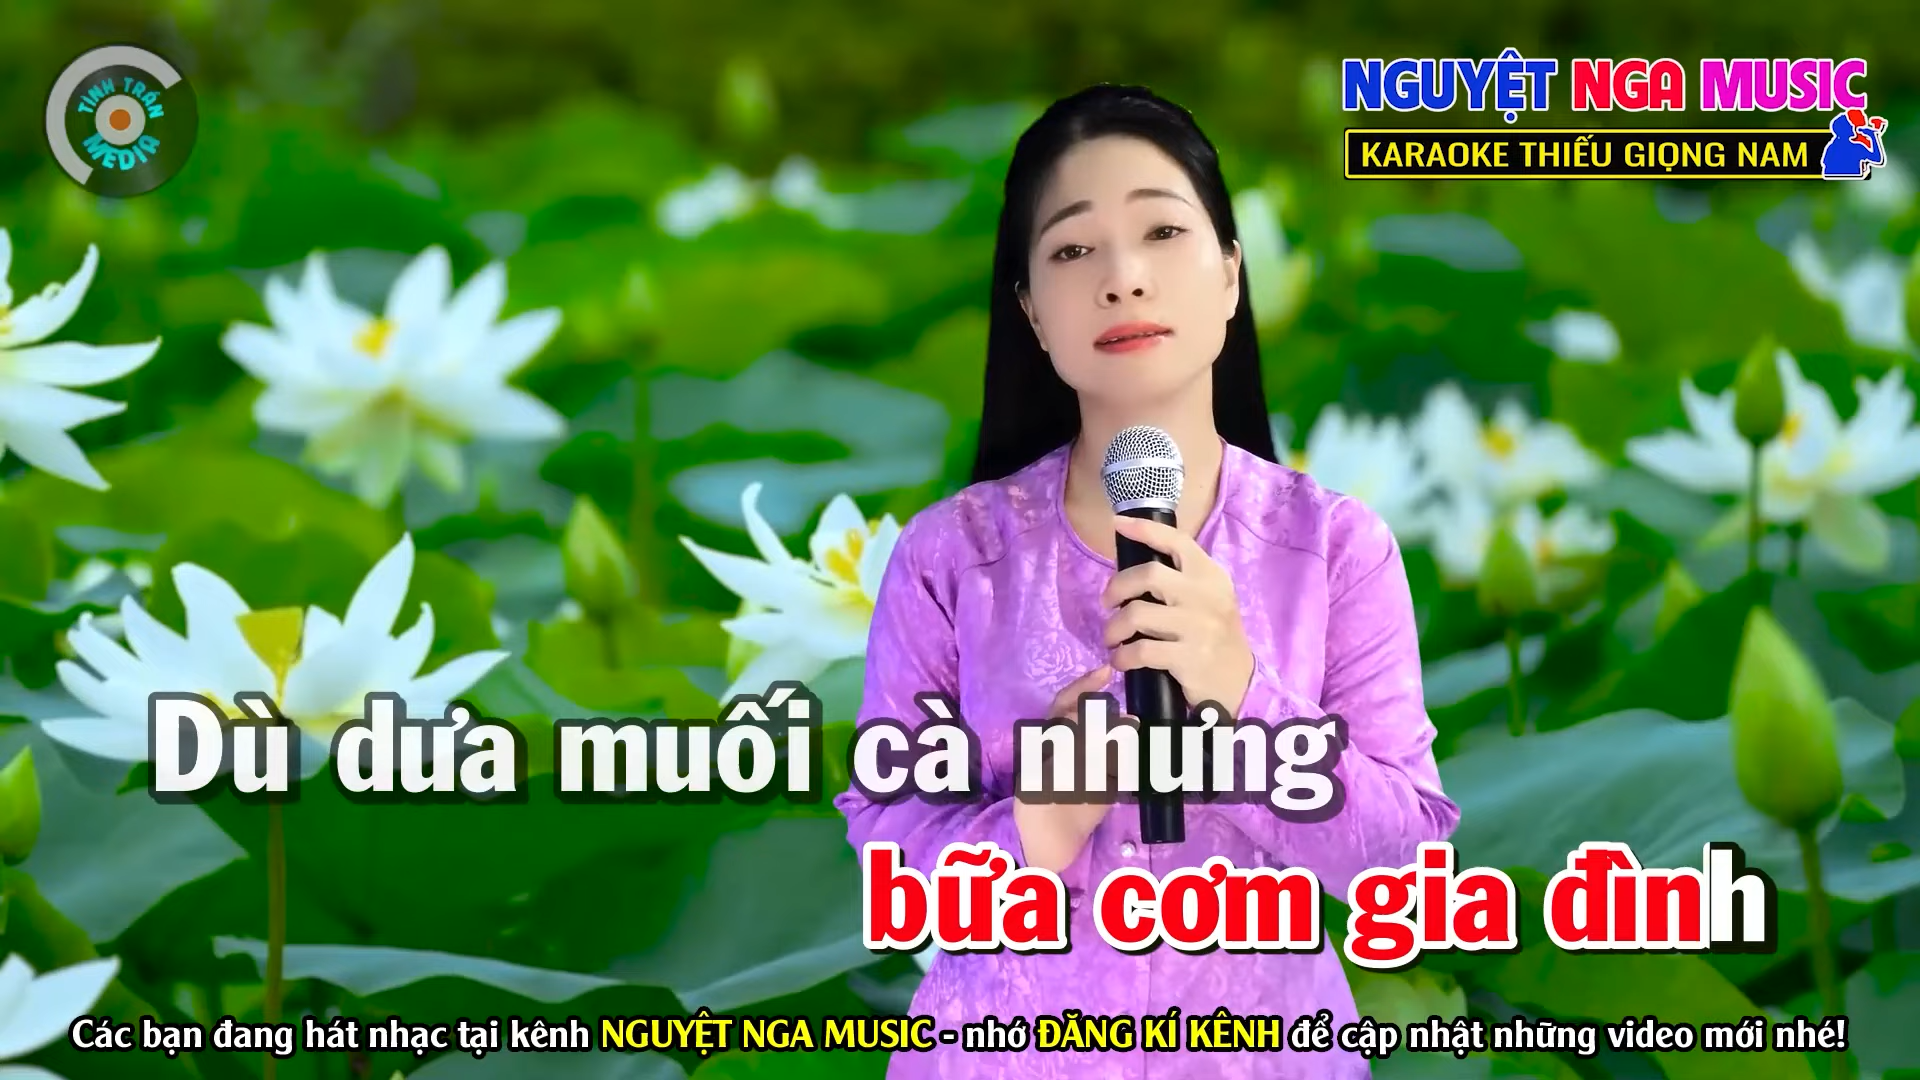 TÌNH TRẦN
MEDIA
NGUYỆT NGA MUSIC
KARAOKE THIẾU GIỌNG NAM
Dù dưa muối cà nhưng
bữa cơm gia đình
Các bạn đang hát nhạc tại kênh NGUYỆT NGA MUSIC - nhớ ĐĂNG KÍ KÊNH để cập nhật những video mới nhé!